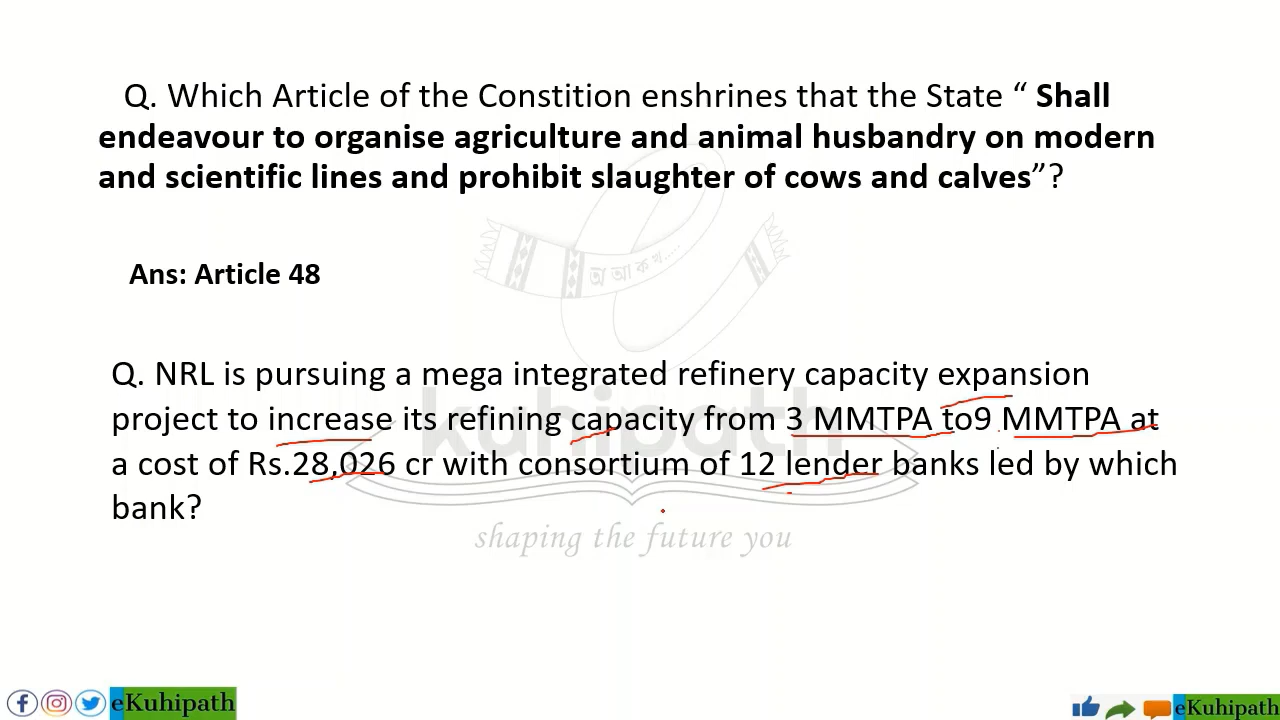 Q. Which Article of the Constition enshrines that the State “ Shall
endeavour to organise agriculture and animal husbandry on modern
and scientific lines and prohibit slaughter of cows and calves”?
অ আ ক খ.....
Ans: Article 48
Q. NRL is pursuing a mega integrated refinery capacity expansion
project to increase its refining capacity from 3 MMTPA to9 MMTPA at
kuhipath
a cost of Rs.28,026 cr with consortium of 12 lender banks led by which
bank?
shaping the future you
eKuhipath
eKuhipath